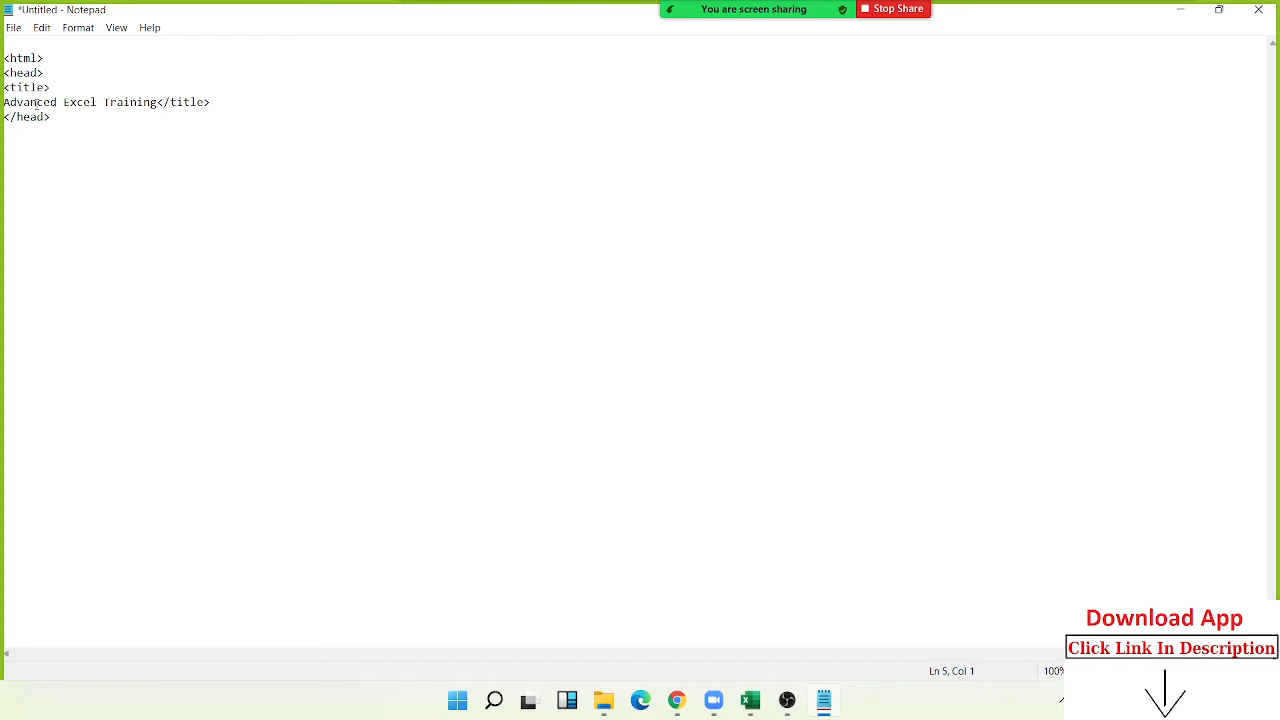 *Untitled - Notepad
You are screen sharing
Stop Share
File Edit Format View Help
<html>
<head>
<title>
Advanced Excel Training</title>
</head>
Download App
Click Link In Description
Ln 5, Col 1
100%